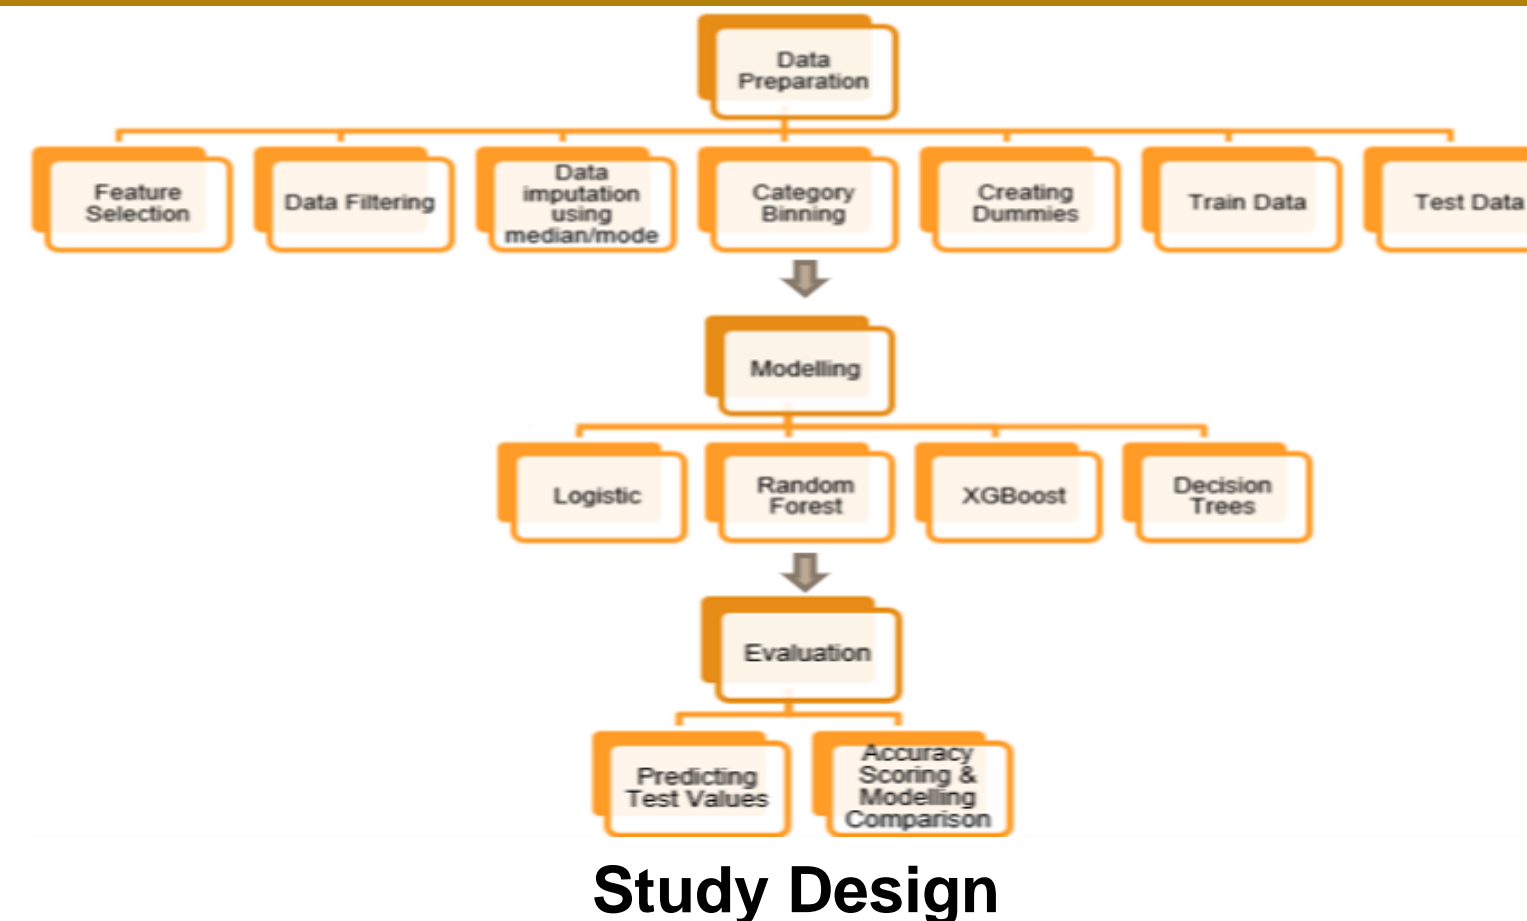 Data
Preparation
Feature
Selection
Data Filtering
Data
imputation
using
median/mode
Category
Binning
Creating
Dummies
Train Data
Test Data
Modelling
Logistic
Random
Forest
XGBoost
Decision
Trees
Evaluation
Predicting
Test Values
Accuracy
Scoring &
Modelling
Comparison
Study Design